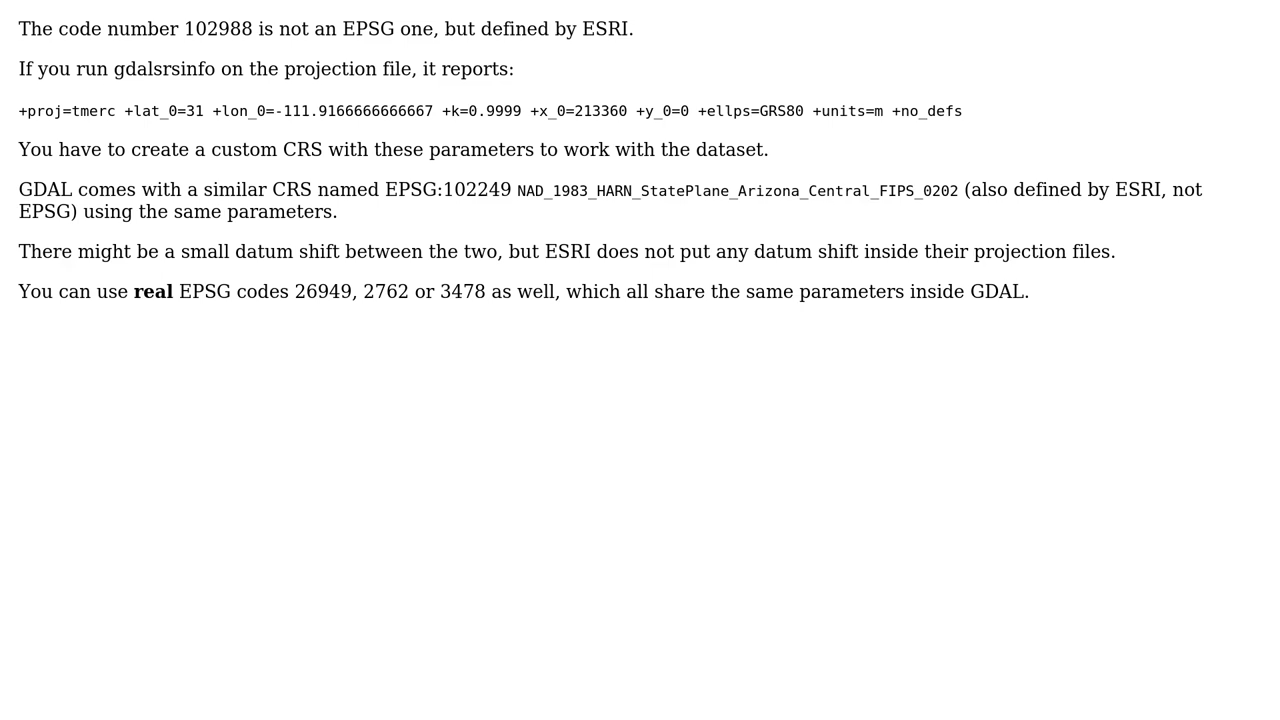 The code number 102988 is not an EPSG one, but defined by ESRI.
If you run gdalsrsinfo on the projection file, it reports:
+proj=tmerc +lat_0=31 +lon_0=-111.9166666666667 +k=0.9999 +x_0=213360 +y_0=0 +ellps=GRS80 +units=m +no_defs
You have to create a custom CRS with these parameters to work with the dataset.
GDAL comes with a similar CRS named EPSG:102249 NAD_1983_HARN_StatePlane_Arizona_Central_FIPS_0202 (also defined by ESRI, not
EPSG) using the same parameters.
There might be a small datum shift between the two, but ESRI does not put any datum shift inside their projection files.
You can use real EPSG codes 26949, 2762 or 3478 as well, which all share the same parameters inside GDAL.